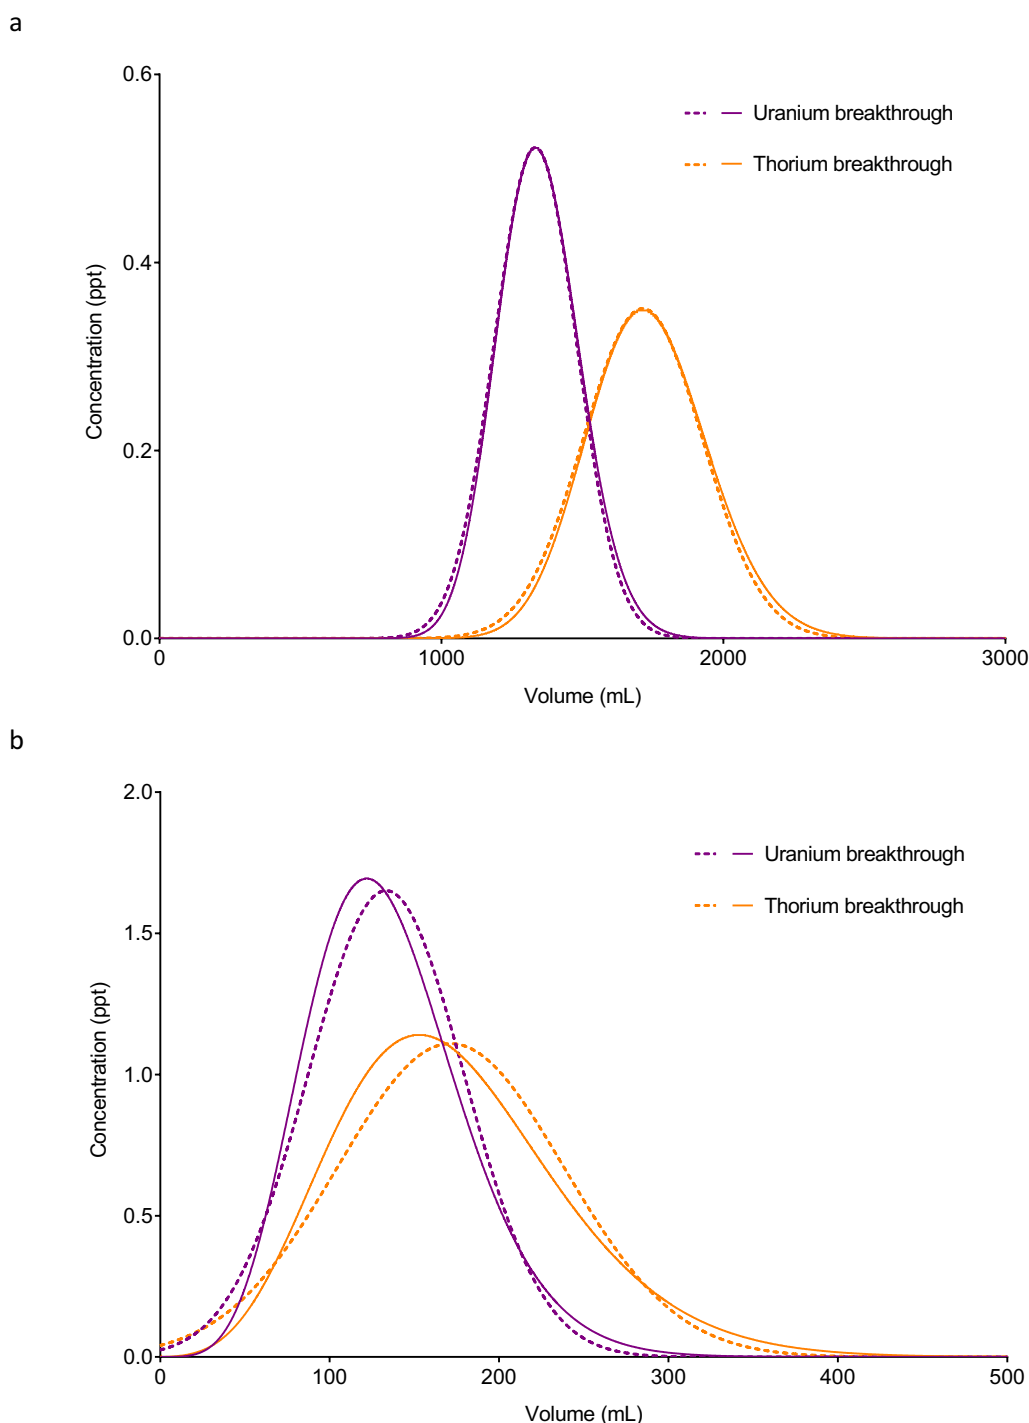 a
0.6
Uranium breakthrough
Thorium breakthrough
0.4
Concentration (ppt)
0.2
0.0
0 1000 2000 3000
Volume (mL)
b
2.0
Uranium breakthrough
Thorium breakthrough
1.5
Concentration (ppt)
1.0
0.5
0.0
0 100 200 300 400 500
Volume (mL)